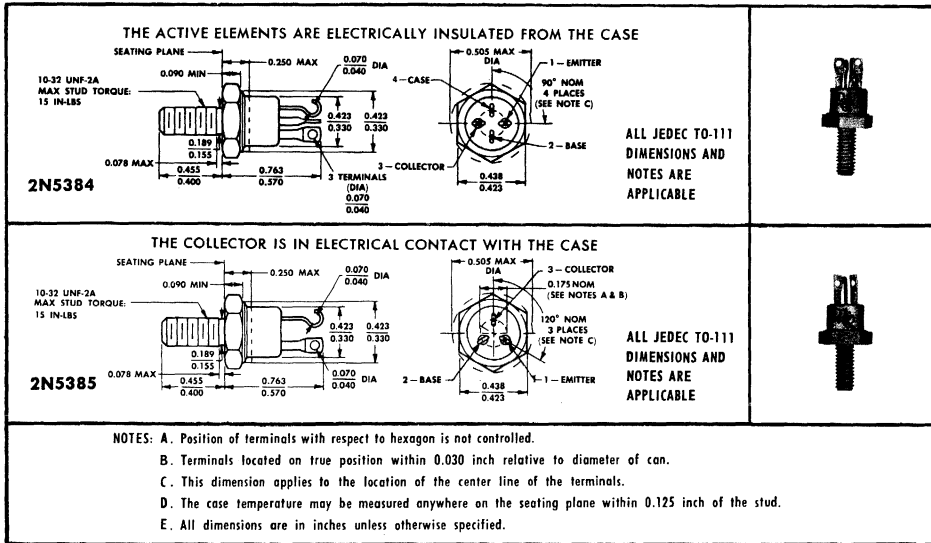 THE ACTIVE ELEMENTS ARE ELECTRICALLY INSULATED FROM THE CASE
SEATING PLANE
0.250 MAX
0.070
0.040 DIA
0.090 MIN
10-32 UNF-2A
MAX STUD TORQUE:
15 IN-LBS
0.423
0.330
0.423
0.330
0.189
0.155
0.078 MAX
0.455
0.400
0.763
0.570
3 TERMINALS
(DIA)
0.070
0.040
2N5384
0.505 MAX
DIA
1 – EMITTER
4 – CASE
90° NOM
4 PLACES
(SEE NOTE C)
2 – BASE
3 – COLLECTOR
0.438
0.423
ALL JEDEC TO-111
DIMENSIONS AND
NOTES ARE
APPLICABLE
THE COLLECTOR IS IN ELECTRICAL CONTACT WITH THE CASE
SEATING PLANE
0.250 MAX
0.070
0.040 DIA
0.090 MIN
10-32 UNF-2A
MAX STUD TORQUE:
15 IN-LBS
0.423
0.330
0.423
0.330
0.189
0.155
0.078 MAX
0.455
0.400
0.763
0.570
0.070
0.040 DIA
2N5385
0.505 MAX
DIA
3 – COLLECTOR
0.175 NOM
(SEE NOTES A & B)
120° NOM
3 PLACES
(SEE NOTE C)
2 – BASE
1 – EMITTER
0.438
0.423
ALL JEDEC TO-111
DIMENSIONS AND
NOTES ARE
APPLICABLE
NOTES: A. Position of terminals with respect to hexagon is not controlled.
B. Terminals located on true position within 0.030 inch relative to diameter of can.
C. This dimension applies to the location of the center line of the terminals.
D. The case temperature may be measured anywhere on the seating plane within 0.125 inch of the stud.
E. All dimensions are in inches unless otherwise specified.